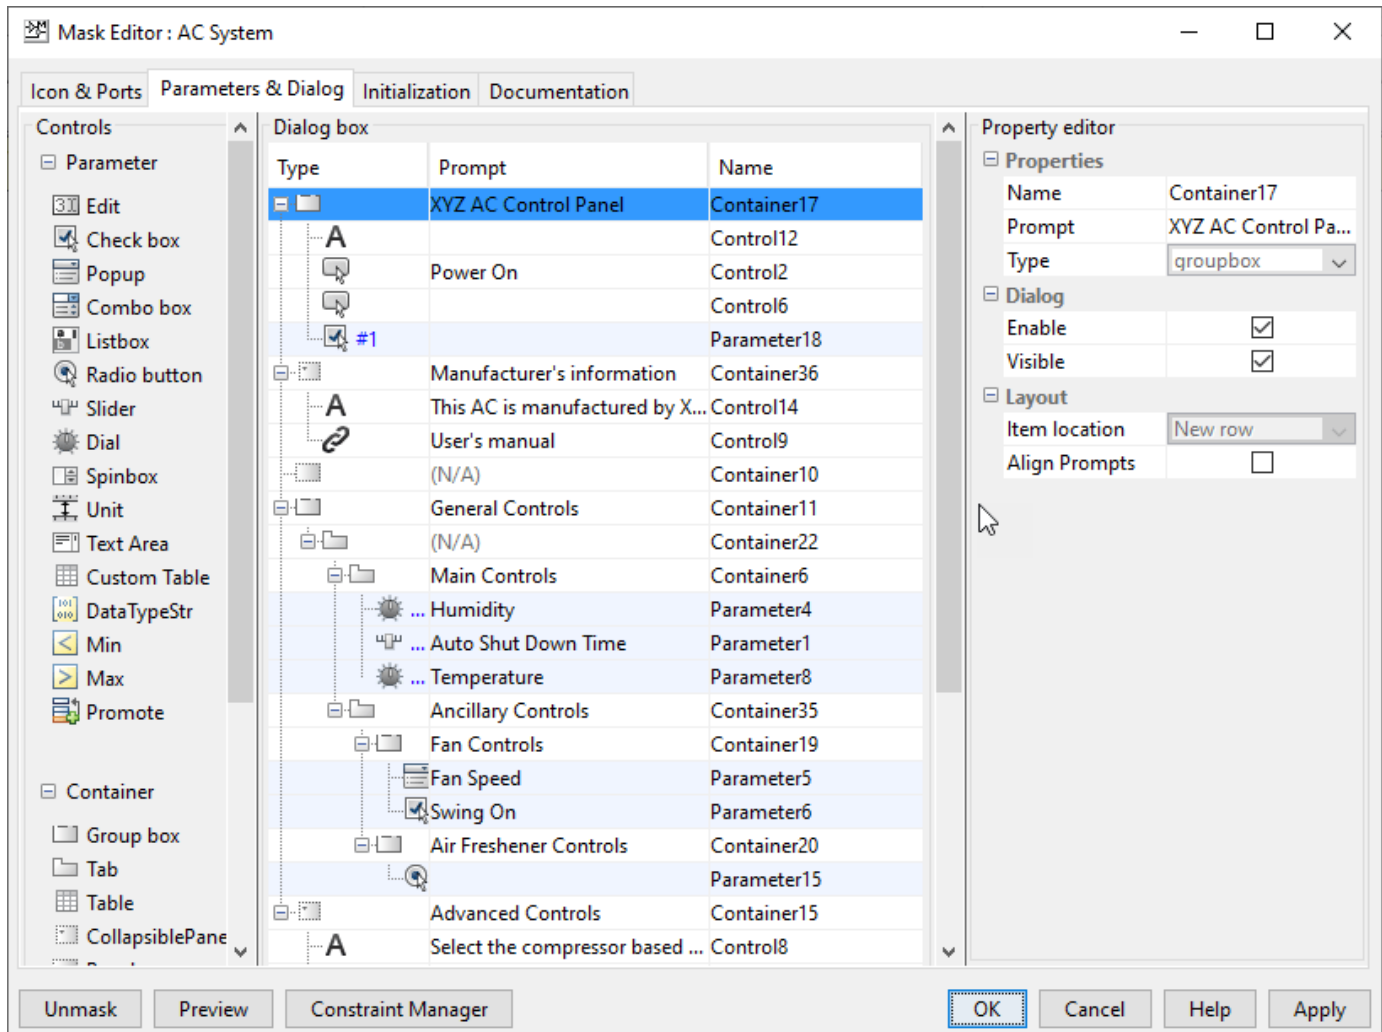 Mask Editor : AC System
Icon & Ports Parameters & Dialog Initialization Documentation
Controls
Parameter
Edit
Check box
Popup
Combo box
Listbox
Radio button
Slider
Dial
Spinbox
Unit
Text Area
Custom Table
DataTypeStr
Min
Max
Promote
Container
Group box
Tab
Table
CollapsiblePane
Dialog box
Type Prompt Name
XYZ AC Control Panel Container17
A Control12
Power On Control2
Control6
#1 Parameter18
Manufacturer's information Container36
A This AC is manufactured by X... Control14
User's manual Control9
(N/A) Container10
General Controls Container11
(N/A) Container22
Main Controls Container6
... Humidity Parameter4
... Auto Shut Down Time Parameter1
... Temperature Parameter8
Ancillary Controls Container35
Fan Controls Container19
Fan Speed Parameter5
Swing On Parameter6
Air Freshener Controls Container20
Parameter15
Advanced Controls Container15
A Select the compressor based ... Control8
Property editor
Properties
Name Container17
Prompt XYZ AC Control Pa...
Type groupbox
Dialog
Enable
Visible
Layout
Item location New row
Align Prompts
Unmask Preview Constraint Manager OK Cancel Help Apply